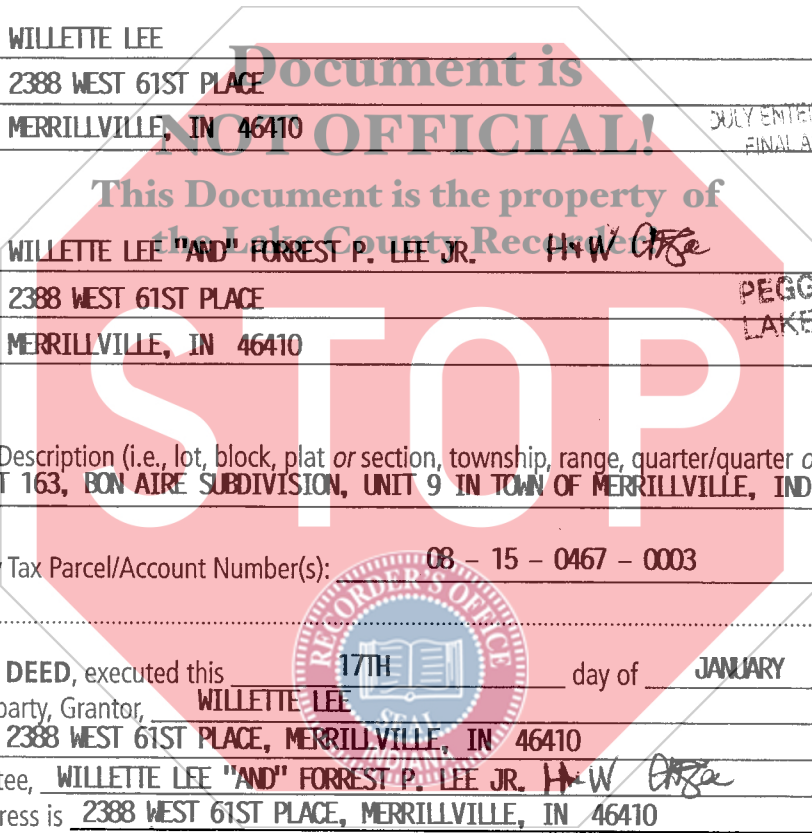 WILLETTE LEE
Document is
2388 WEST 61ST PLACE
MERRILLVILLE, IN 46410
NOT OFFICIAL!
DULY ENTE
FINAL A
This Document is the property of
the Lake County Recorder!
WILLETTE LEE "AND" FORREST P. LEE JR. H+W
2388 WEST 61ST PLACE
PEGG
LAKE
MERRILLVILLE, IN 46410
STOP
Description (i.e., lot, block, plat or section, township, range, quarter/quarter o
T 163, BON AIRE SUBDIVISION, UNIT 9 IN TOWN OF MERRILLVILLE, IND
Tax Parcel/Account Number(s): 08 - 15 - 0467 - 0003
RECORDER'S OFFICE
DEED, executed this 17TH day of JANUARY
party, Grantor, WILLETTE LEE
SEAL
2388 WEST 61ST PLACE, MERRILLVILLE, IN 46410
INDIANA
tee, WILLETTE LEE "AND" FORREST P. LEE JR. H+W
ress is 2388 WEST 61ST PLACE, MERRILLVILLE, IN 46410